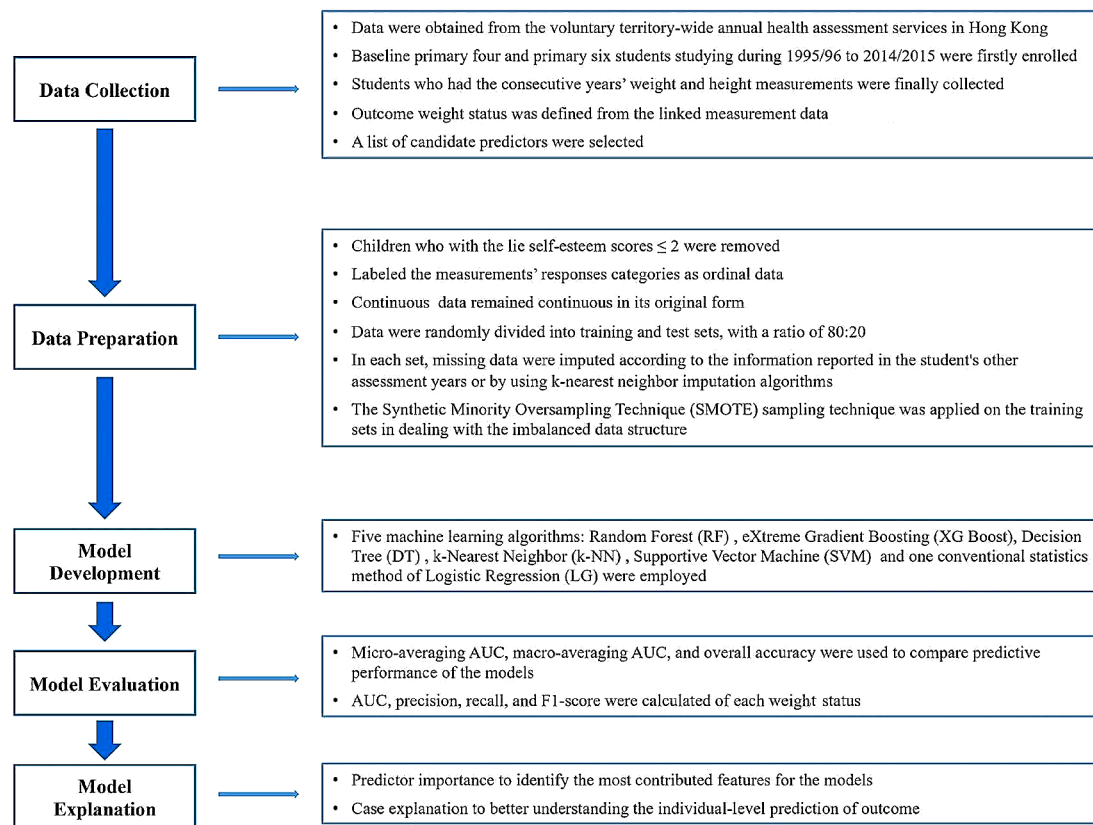 Data Collection
• Data were obtained from the voluntary territory-wide annual health assessment services in Hong Kong
• Baseline primary four and primary six students studying during 1995/96 to 2014/2015 were firstly enrolled
• Students who had the consecutive years' weight and height measurements were finally collected
• Outcome weight status was defined from the linked measurement data
• A list of candidate predictors were selected
Data Preparation
• Children who with the lie self-esteem scores ≤ 2 were removed
• Labeled the measurements' responses categories as ordinal data
• Continuous data remained continuous in its original form
• Data were randomly divided into training and test sets, with a ratio of 80:20
• In each set, missing data were imputed according to the information reported in the student's other
assessment years or by using k-nearest neighbor imputation algorithms
• The Synthetic Minority Oversampling Technique (SMOTE) sampling technique was applied on the training
sets in dealing with the imbalanced data structure
Model
Development
• Five machine learning algorithms: Random Forest (RF) , eXtreme Gradient Boosting (XG Boost), Decision
Tree (DT) , k-Nearest Neighbor (k-NN) , Supportive Vector Machine (SVM) and one conventional statistics
method of Logistic Regression (LG) were employed
Model Evaluation
• Micro-averaging AUC, macro-averaging AUC, and overall accuracy were used to compare predictive
performance of the models
• AUC, precision, recall, and F1-score were calculated of each weight status
Model
Explanation
• Predictor importance to identify the most contributed features for the models
• Case explanation to better understanding the individual-level prediction of outcome